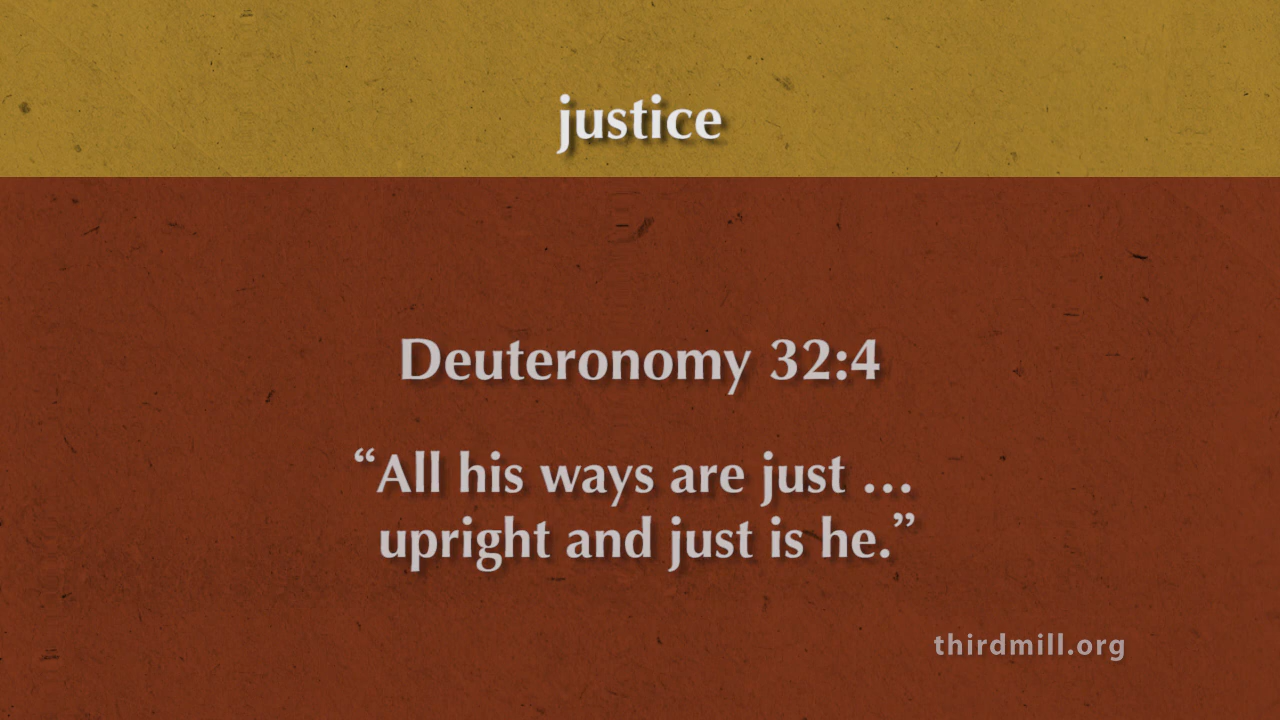 justice
Deuteronomy 32:4
“All his ways are just …
upright and just is he.”
thirdmill.org